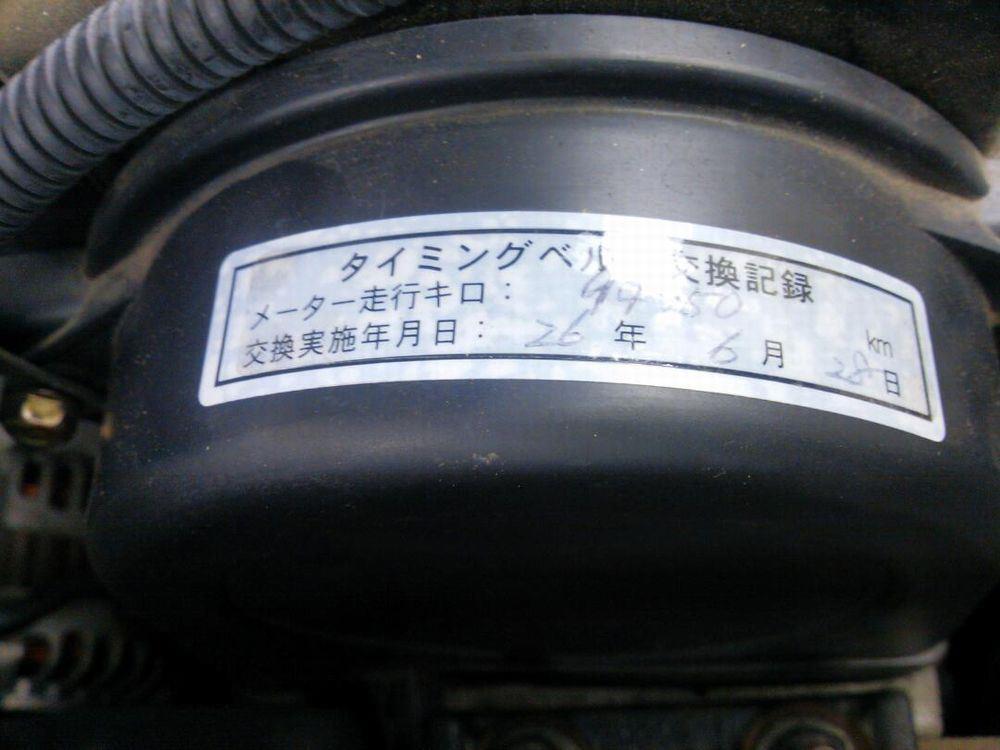 タイミングベル 交換記録
メーター走行キロ： km
交換実施年月日： 26 年 6 月 28 日